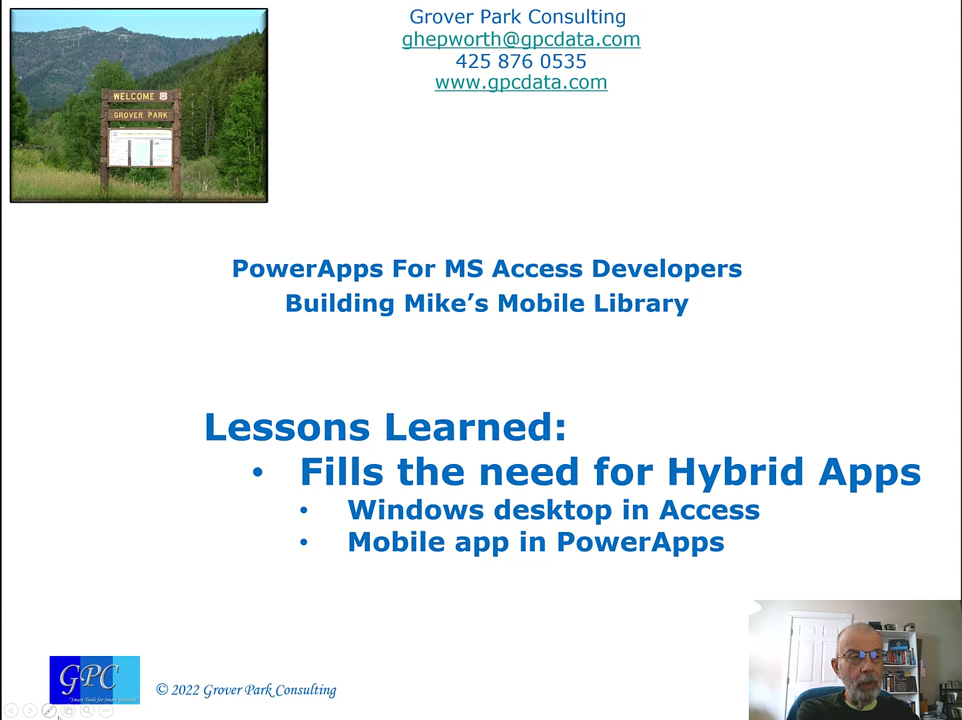 Grover Park Consulting
ghepworth@gpcdata.com
425 876 0535
www.gpcdata.com
WELCOME
GROVER PARK
PowerApps For MS Access Developers
Building Mike’s Mobile Library
Lessons Learned:
• Fills the need for Hybrid Apps
• Windows desktop in Access
• Mobile app in PowerApps
GPC
© 2022 Grover Park Consulting